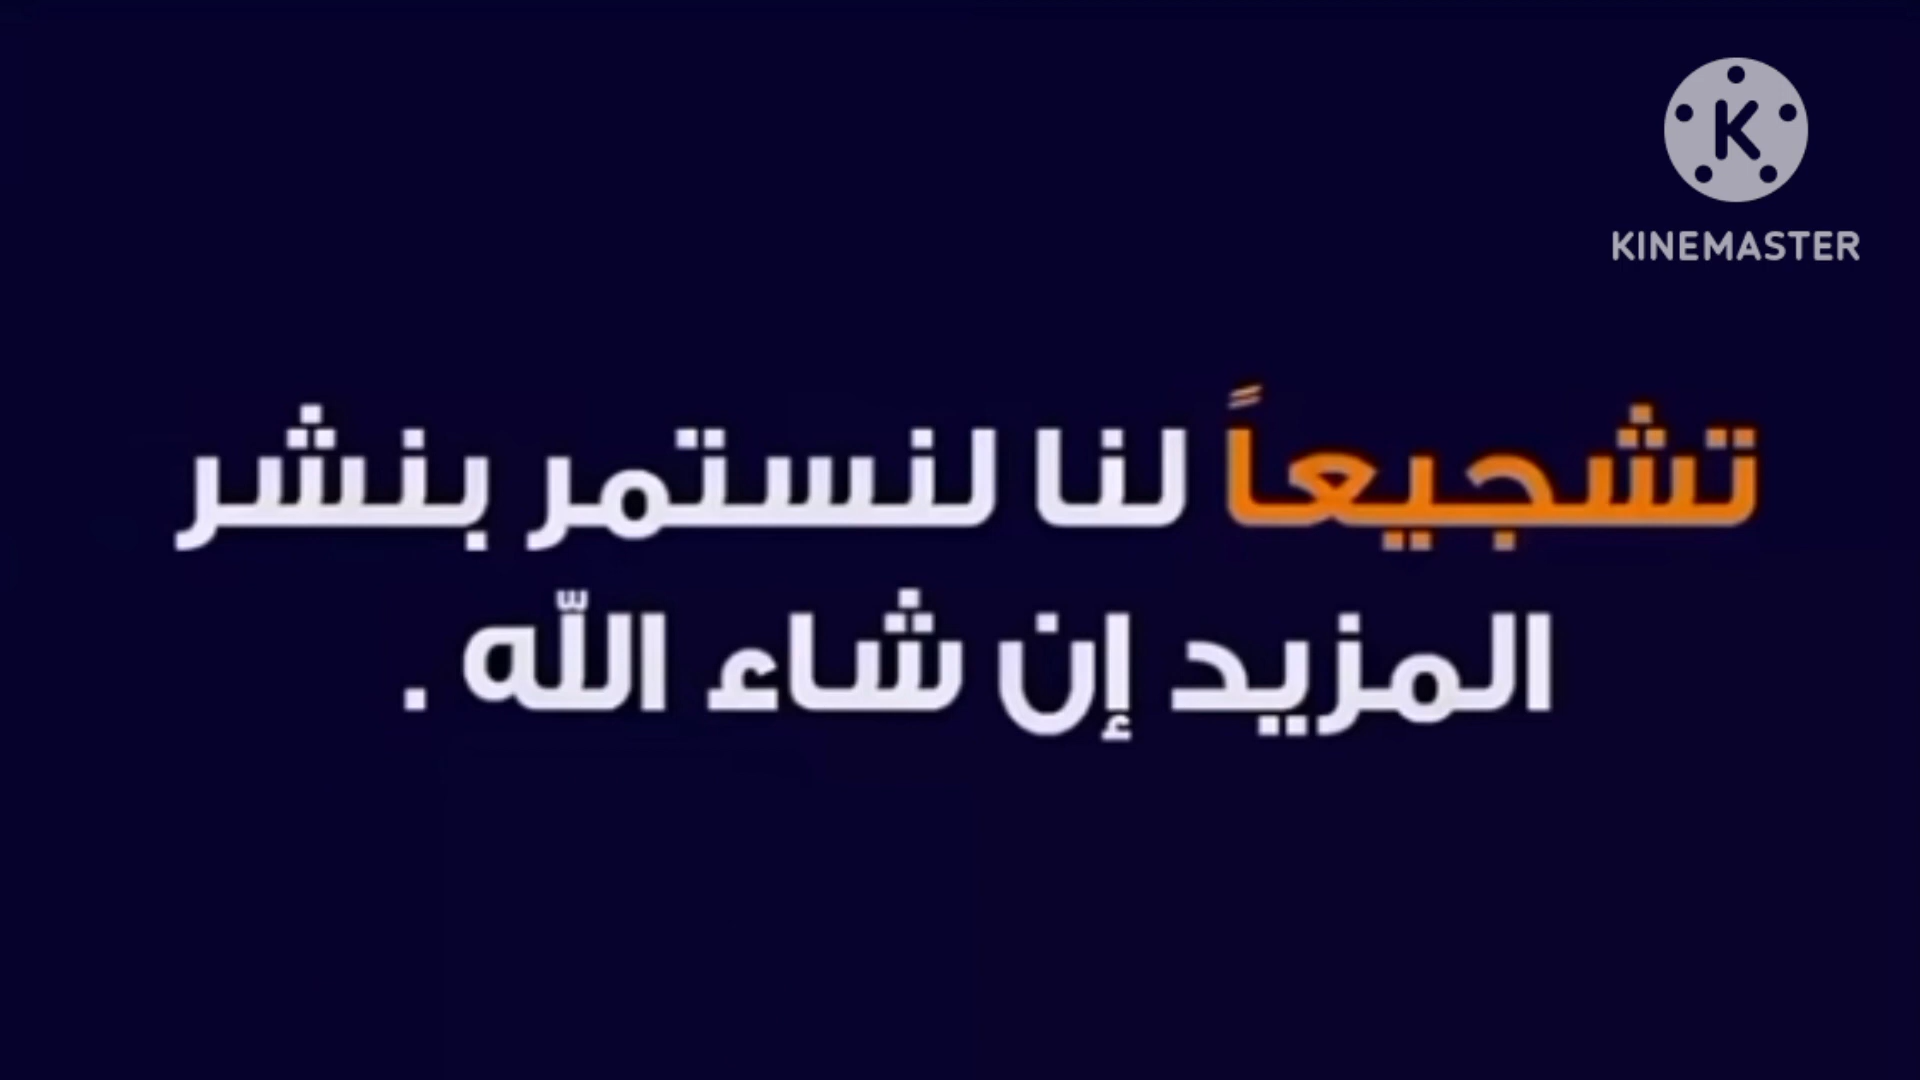 KINEMASTER
تشجيعاً لنا لنستمر بنشر
المزيد إن شاء اللّه .